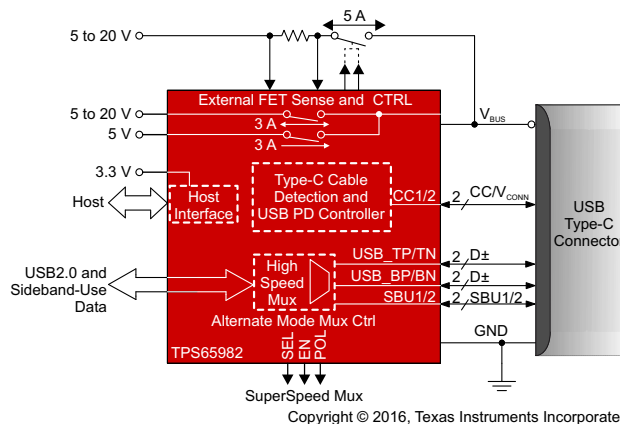 5 A
5 to 20 V
External FET Sense and CTRL
5 to 20 V
3 A
5 V
3 A
V_BUS
3.3 V
Host
Host
Interface
Type-C Cable
Detection and
USB PD Controller
CC1/2
2
CC/V_CONN
USB
Type-C
Connector
USB2.0 and
Sideband-Use
Data
High
Speed
Mux
USB_TP/TN
2
D±
USB_BP/BN
2
D±
SBU1/2
2
SBU1/2
Alternate Mode Mux Ctrl
SEL
EN
POL
GND
TPS65982
SuperSpeed Mux
Copyright © 2016, Texas Instruments Incorporate